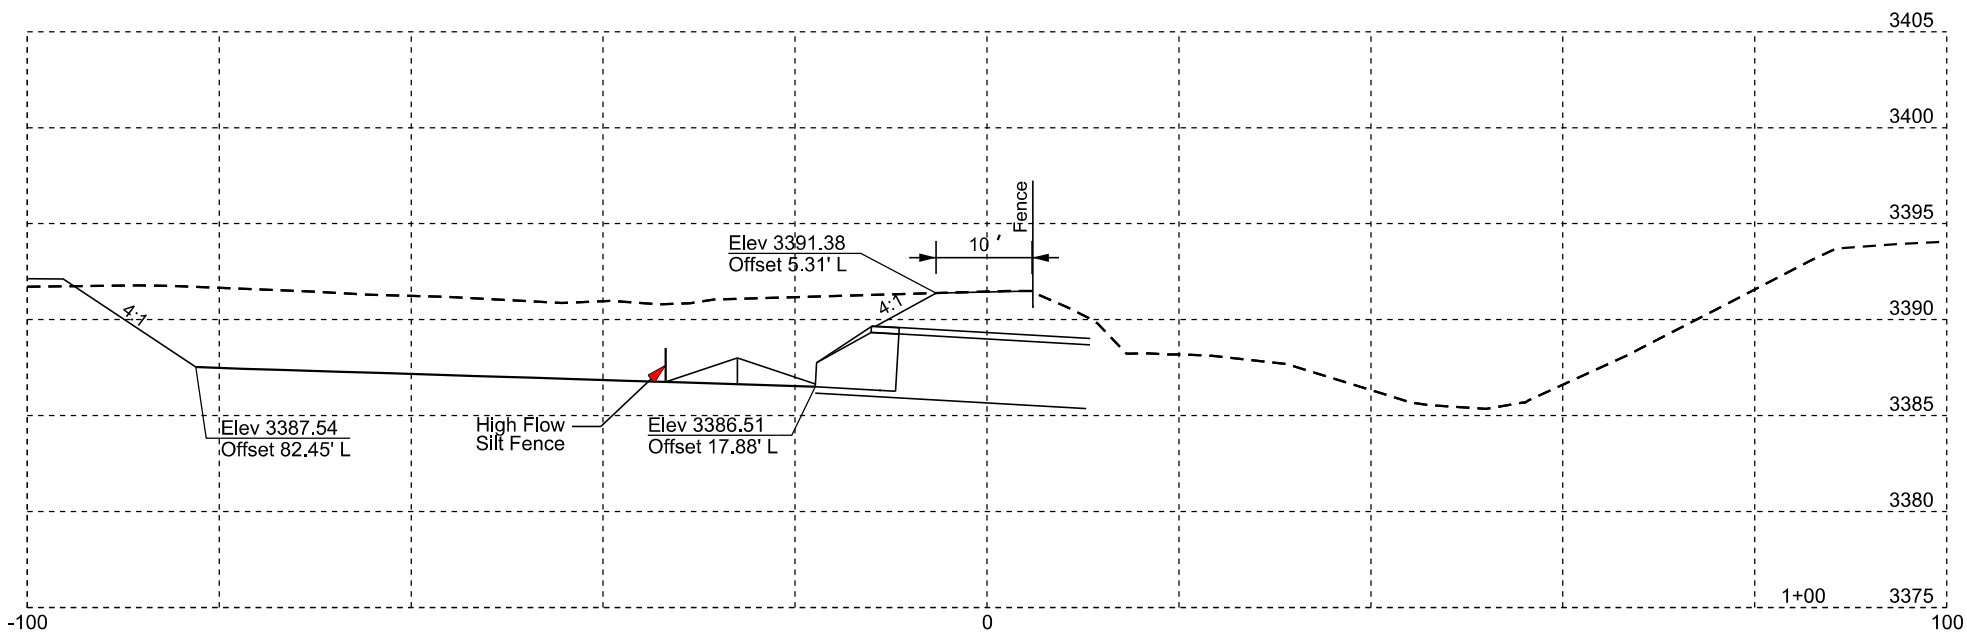 3405
3400
3395
Fence
Elev 3391.38
Offset 5.31' L
10 '
4:1
4:1
3390
High Flow
Silt Fence
Elev 3386.51
Offset 17.88' L
Elev 3387.54
Offset 82.45' L
3385
3380
1+00
3375
-100
0
100